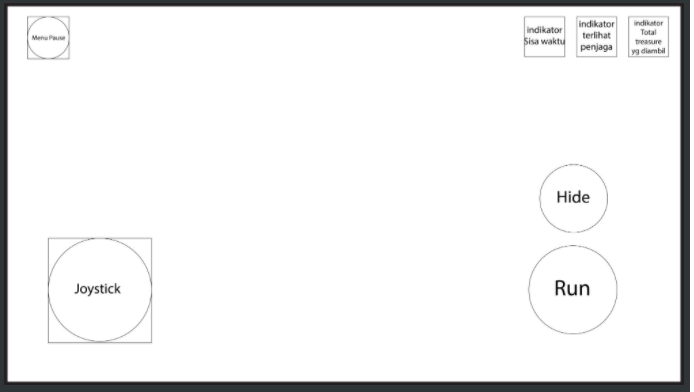 Menu Pause
indikator
Sisa waktu
indikator
terlihat
penjaga
indikator
Total
treasure
yg diambil
Hide
Joystick
Run